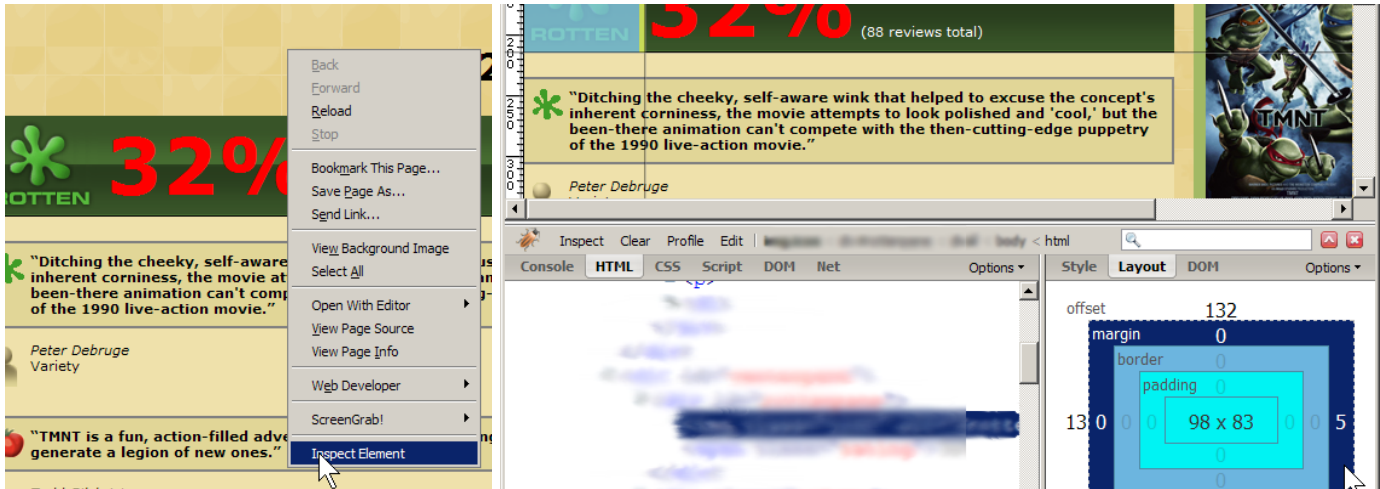 2
ROTTEN
32%
Back
Forward
Reload
Stop
Bookmark This Page...
Save Page As...
Send Link...
View Background Image
Select All
Open With Editor
View Page Source
View Page Info
Web Developer
ScreenGrab!
Inspect Element
“Ditching the cheeky, self-aware
inherent corniness, the movie at
been-there animation can't comp
of the 1990 live-action movie.”
Peter Debruge
Variety
“TMNT is a fun, action-filled adve
generate a legion of new ones.”
ROTTEN
32%
(88 reviews total)
“Ditching the cheeky, self-aware wink that helped to excuse the concept's
inherent corniness, the movie attempts to look polished and 'cool,' but the
been-there animation can't compete with the then-cutting-edge puppetry
of the 1990 live-action movie.”
Peter Debruge
TMNT
200
250
300
Inspect Clear Profile Edit
body < html
Console HTML CSS Script DOM Net Options
<p>
Style Layout DOM Options
offset 132
margin 0
border 0
padding 0
13 0 0 0 98 x 83 0 0 5
0
0